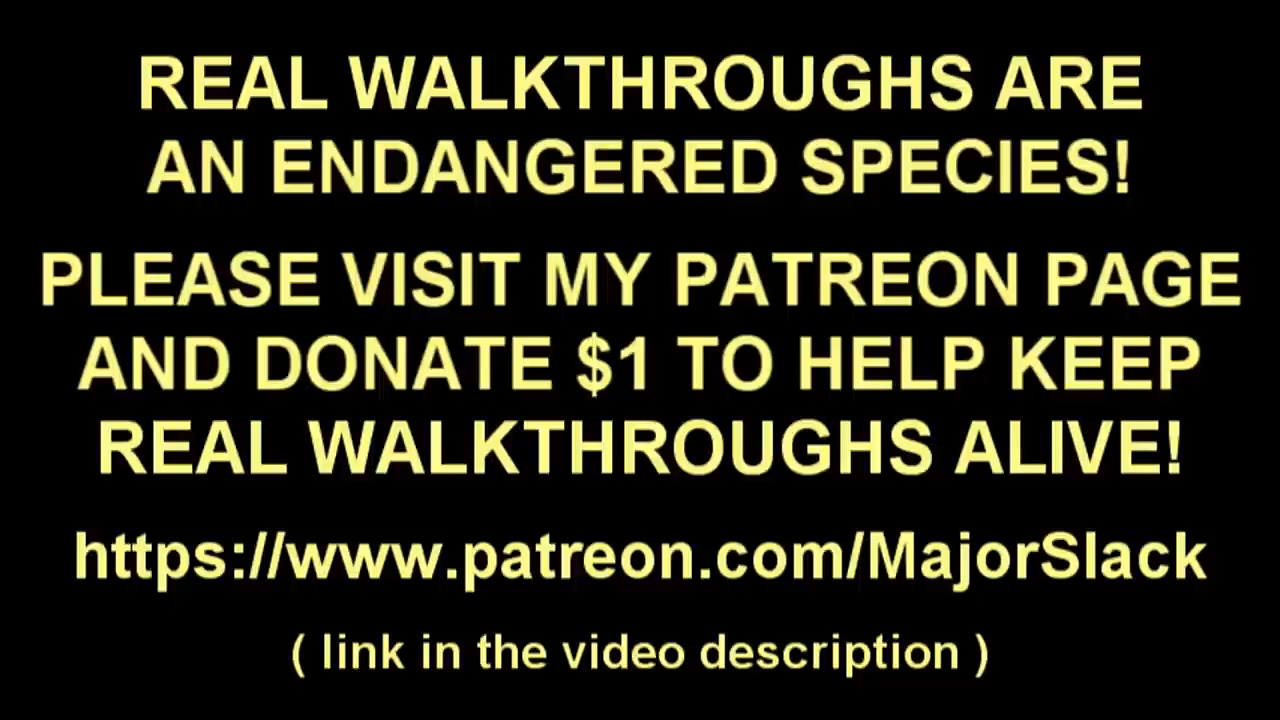 REAL WALKTHROUGHS ARE
AN ENDANGERED SPECIES!
PLEASE VISIT MY PATREON PAGE
AND DONATE $1 TO HELP KEEP
REAL WALKTHROUGHS ALIVE!
https://www.patreon.com/MajorSlack
( link in the video description )